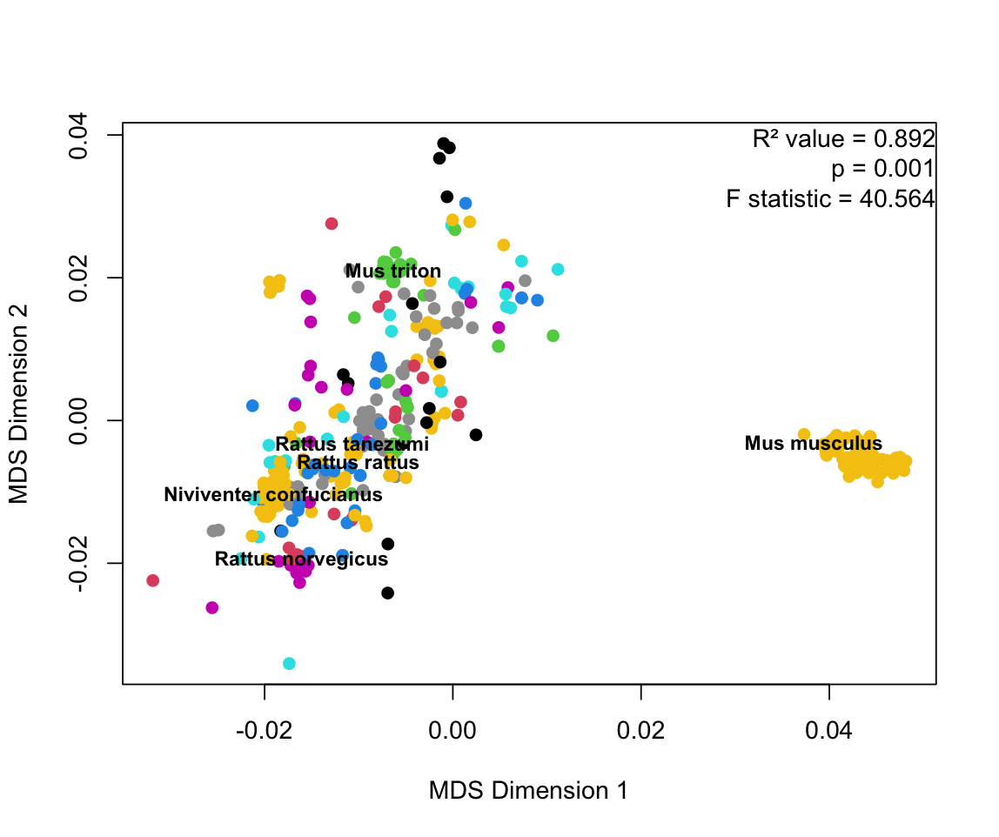 R² value = 0.892
p = 0.001
F statistic = 40.564
MDS Dimension 2
0.04
0.02
0.00
-0.02
Mus triton
Mus musculus
Rattus tanezumi
Rattus rattus
Niviventer confucianus
Rattus norvegicus
-0.02 0.00 0.02 0.04
MDS Dimension 1